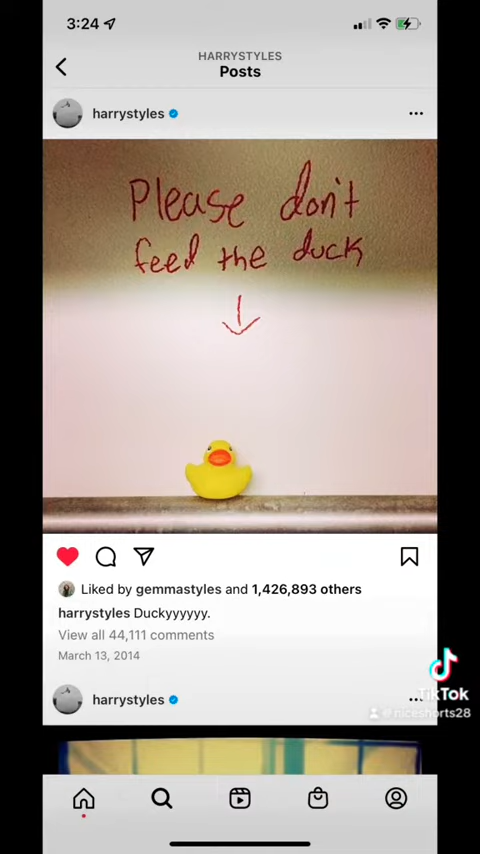 3:24
HARRYSTYLES
Posts
harrystyles
Please don't
feed the duck
Liked by gemmastyles and 1,426,893 others
harrystyles Duckyyyyyy.
View all 44,111 comments
March 13, 2014
harrystyles
TikTok
@niceshorts28